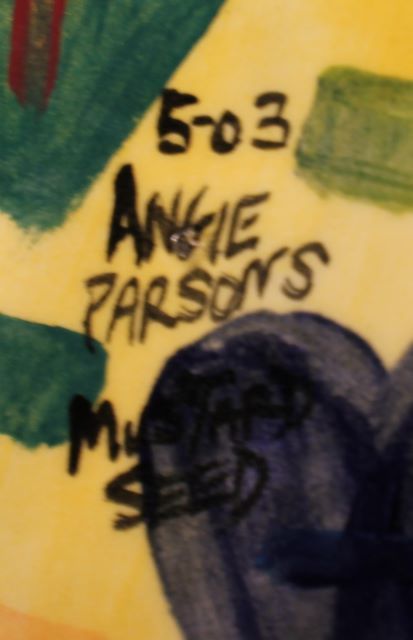 5-03
ANGIE
PARSONS
MUSTARD
SEED